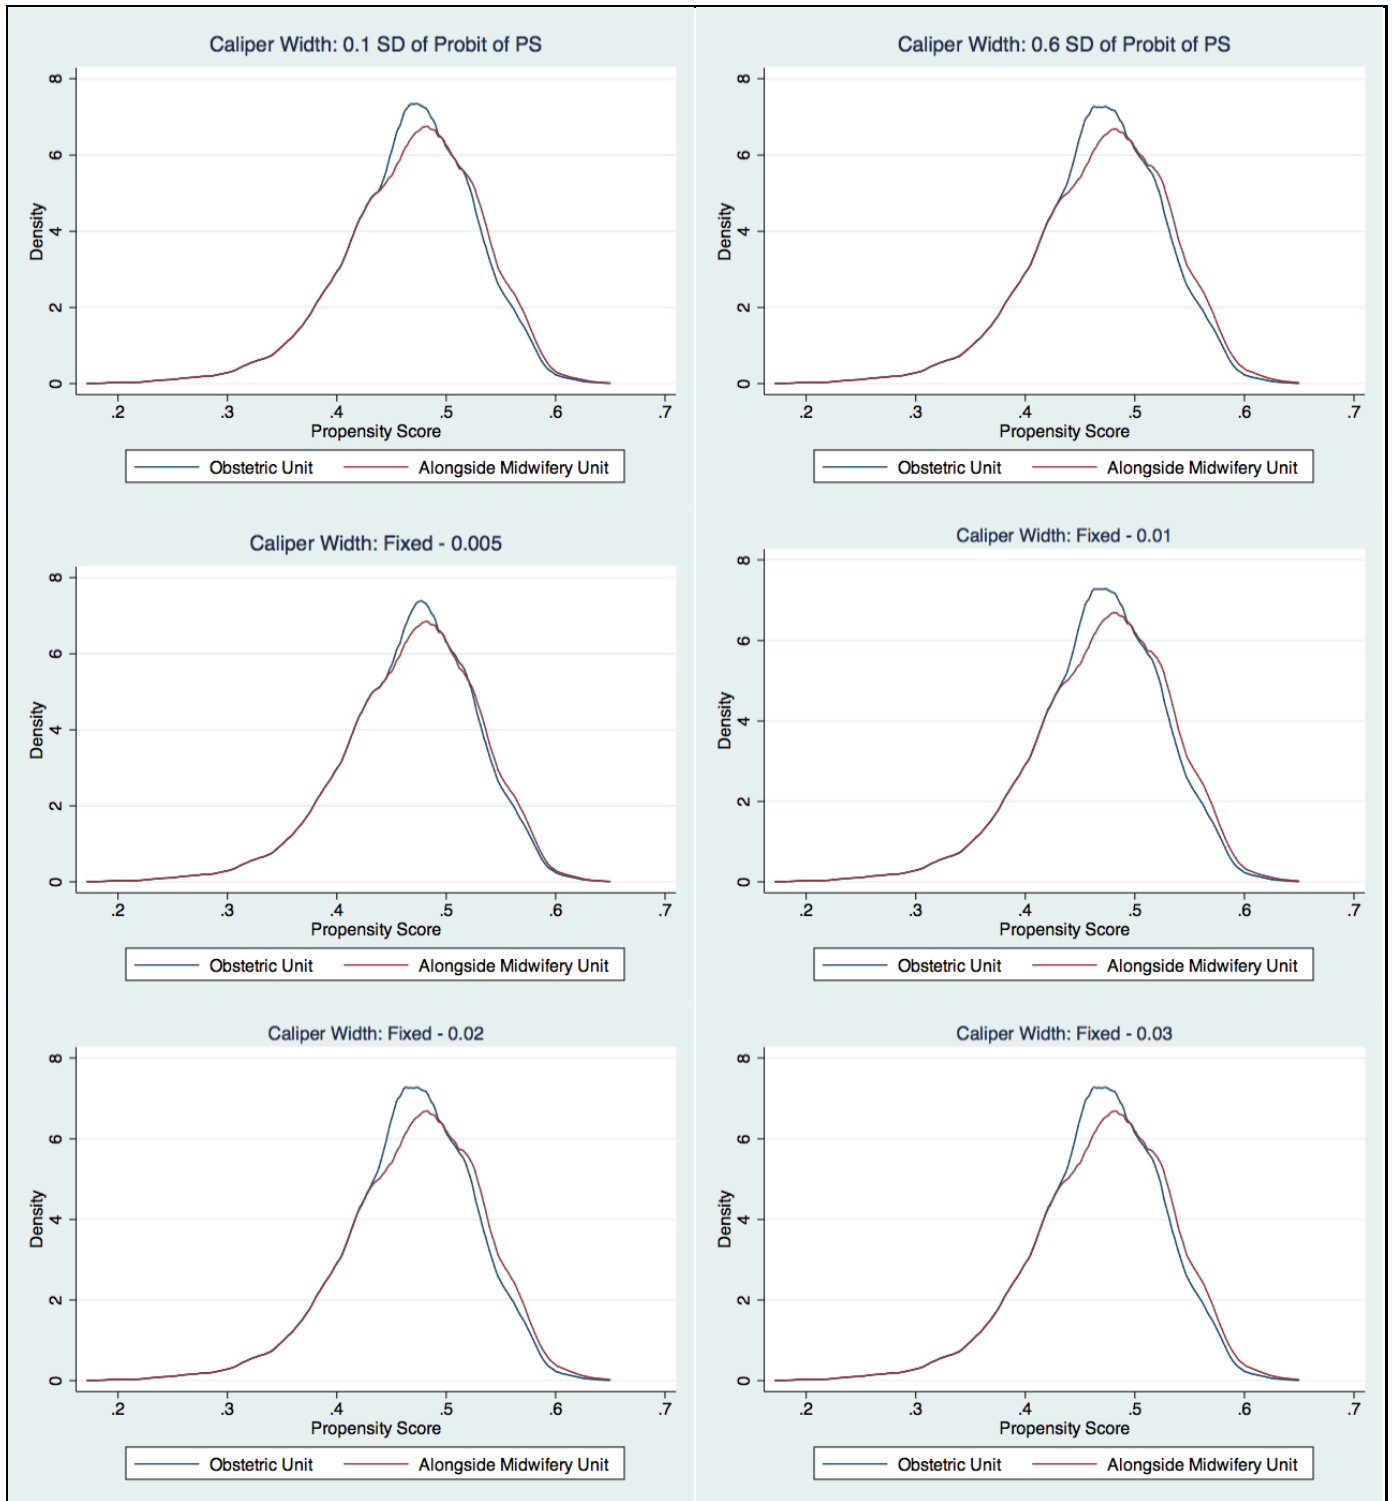 Caliper Width: 0.1 SD of Probit of PS
Density
8
6
4
2
0
.2 .3 .4 .5 .6 .7
Propensity Score
Obstetric Unit Alongside Midwifery Unit
Caliper Width: 0.6 SD of Probit of PS
Density
8
6
4
2
0
.2 .3 .4 .5 .6 .7
Propensity Score
Obstetric Unit Alongside Midwifery Unit
Caliper Width: Fixed - 0.005
Density
8
6
4
2
0
.2 .3 .4 .5 .6 .7
Propensity Score
Obstetric Unit Alongside Midwifery Unit
Caliper Width: Fixed - 0.01
Density
8
6
4
2
0
.2 .3 .4 .5 .6 .7
Propensity Score
Obstetric Unit Alongside Midwifery Unit
Caliper Width: Fixed - 0.02
Density
8
6
4
2
0
.2 .3 .4 .5 .6 .7
Propensity Score
Obstetric Unit Alongside Midwifery Unit
Caliper Width: Fixed - 0.03
Density
8
6
4
2
0
.2 .3 .4 .5 .6 .7
Propensity Score
Obstetric Unit Alongside Midwifery Unit